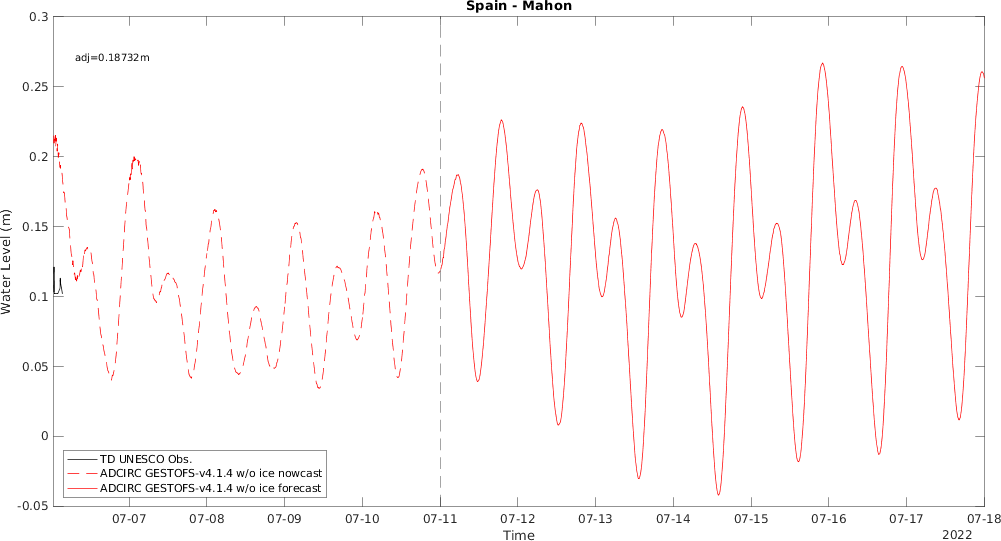 Spain - Mahon
0.3
adj=0.18732m
0.25
0.2
0.15
0.1
0.05
0
-0.05
Water Level (m)
TD UNESCO Obs.
ADCIRC GESTOFS-v4.1.4 w/o ice nowcast
ADCIRC GESTOFS-v4.1.4 w/o ice forecast
07-07 07-08 07-09 07-10 07-11 07-12 07-13 07-14 07-15 07-16 07-17 07-18
Time
2022